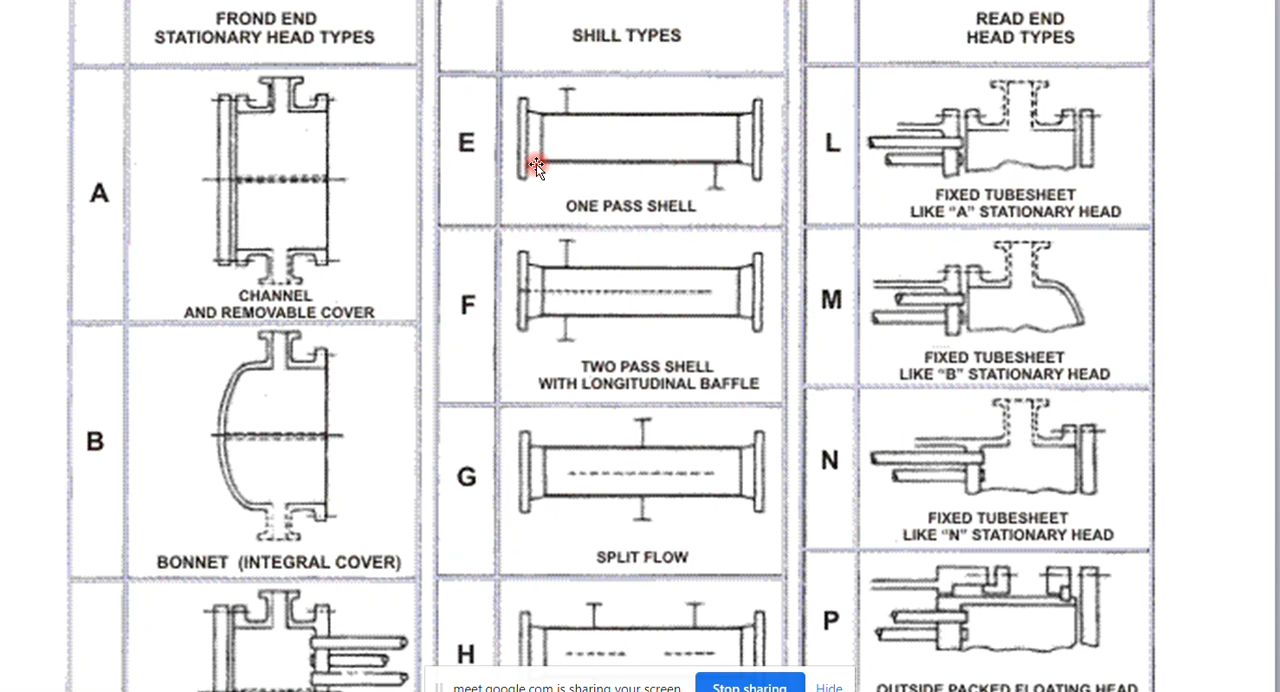 FROND END
STATIONARY HEAD TYPES
A
CHANNEL
AND REMOVABLE COVER
B
BONNET (INTEGRAL COVER)
SHILL TYPES
E
ONE PASS SHELL
F
TWO PASS SHELL
WITH LONGITUDINAL BAFFLE
G
SPLIT FLOW
H
READ END
HEAD TYPES
L
FIXED TUBESHEET
LIKE "A" STATIONARY HEAD
M
FIXED TUBESHEET
LIKE "B" STATIONARY HEAD
N
FIXED TUBESHEET
LIKE "N" STATIONARY HEAD
P
OUTSIDE PACKED FLOATING HEAD
meet.google.com is sharing your screen.
Stop sharing
Hide